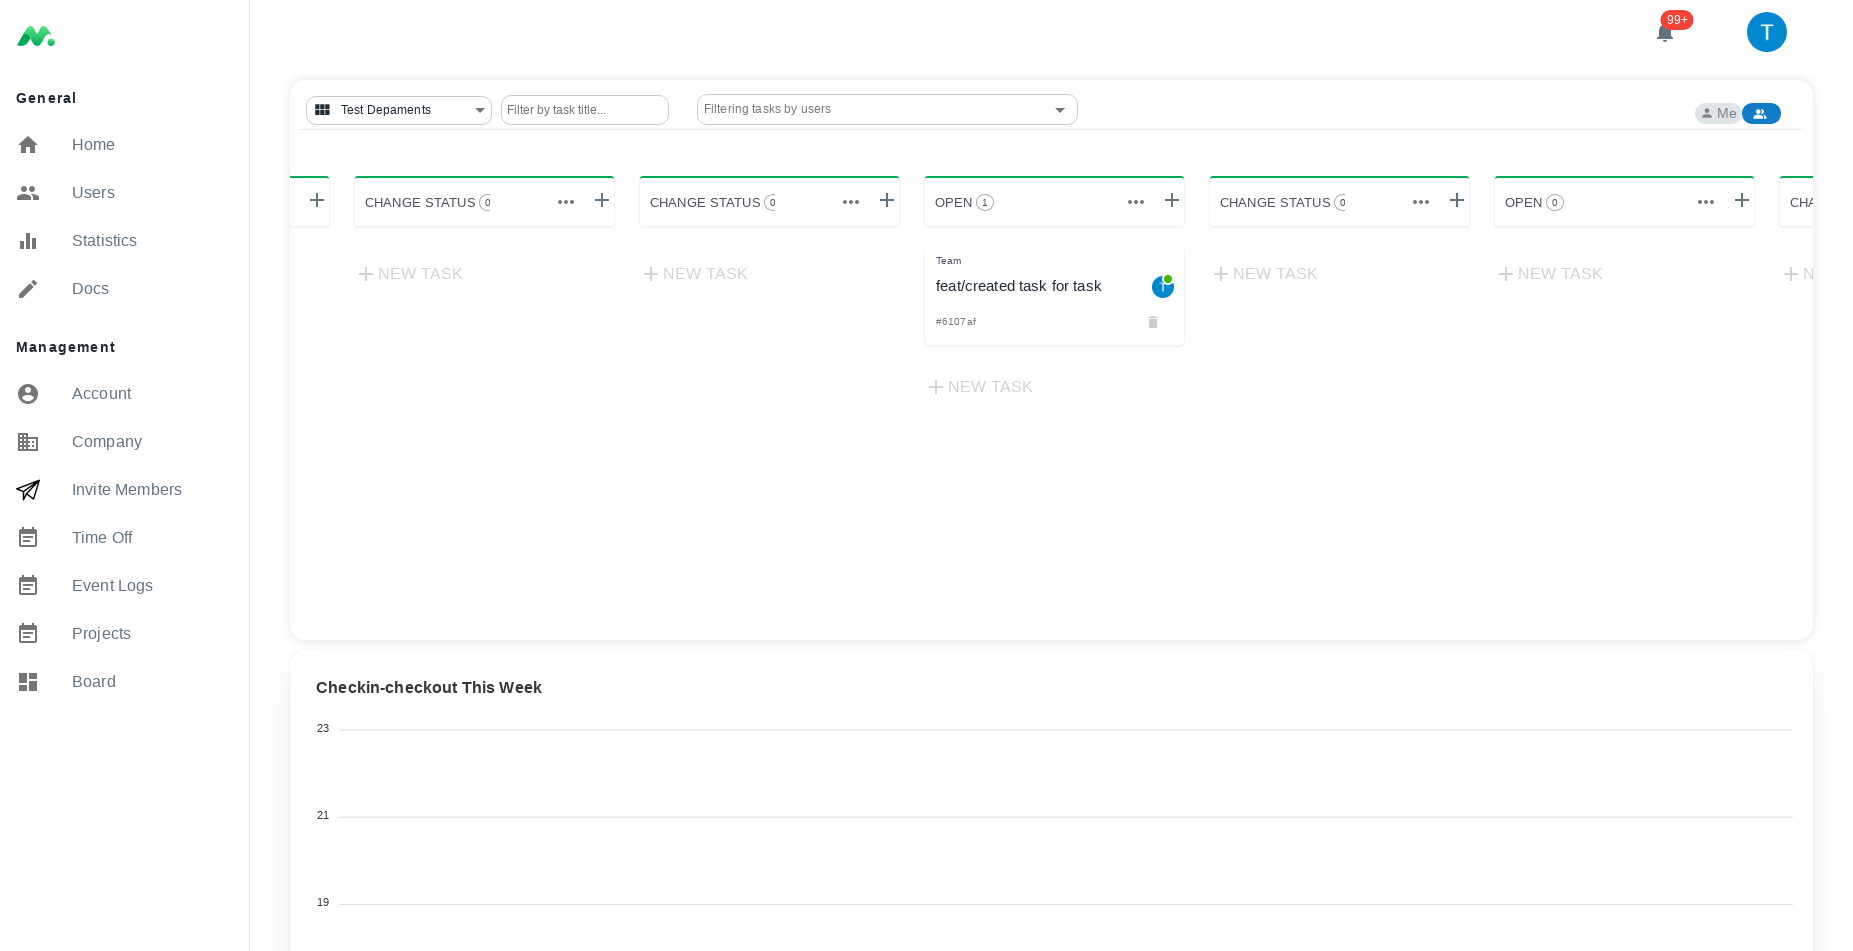 99+
T
General
Home
Users
Statistics
Docs
Management
Account
Company
Invite Members
Time Off
Event Logs
Projects
Board
Test Depaments
Filter by task title...
Filtering tasks by users
Me
CHANGE STATUS 0
CHANGE STATUS 0
OPEN 1
CHANGE STATUS 0
OPEN 0
CHA
NEW TASK
NEW TASK
Team
feat/created task for task
T
#6107af
NEW TASK
NEW TASK
NEW TASK
N
Checkin-checkout This Week
23
21
19